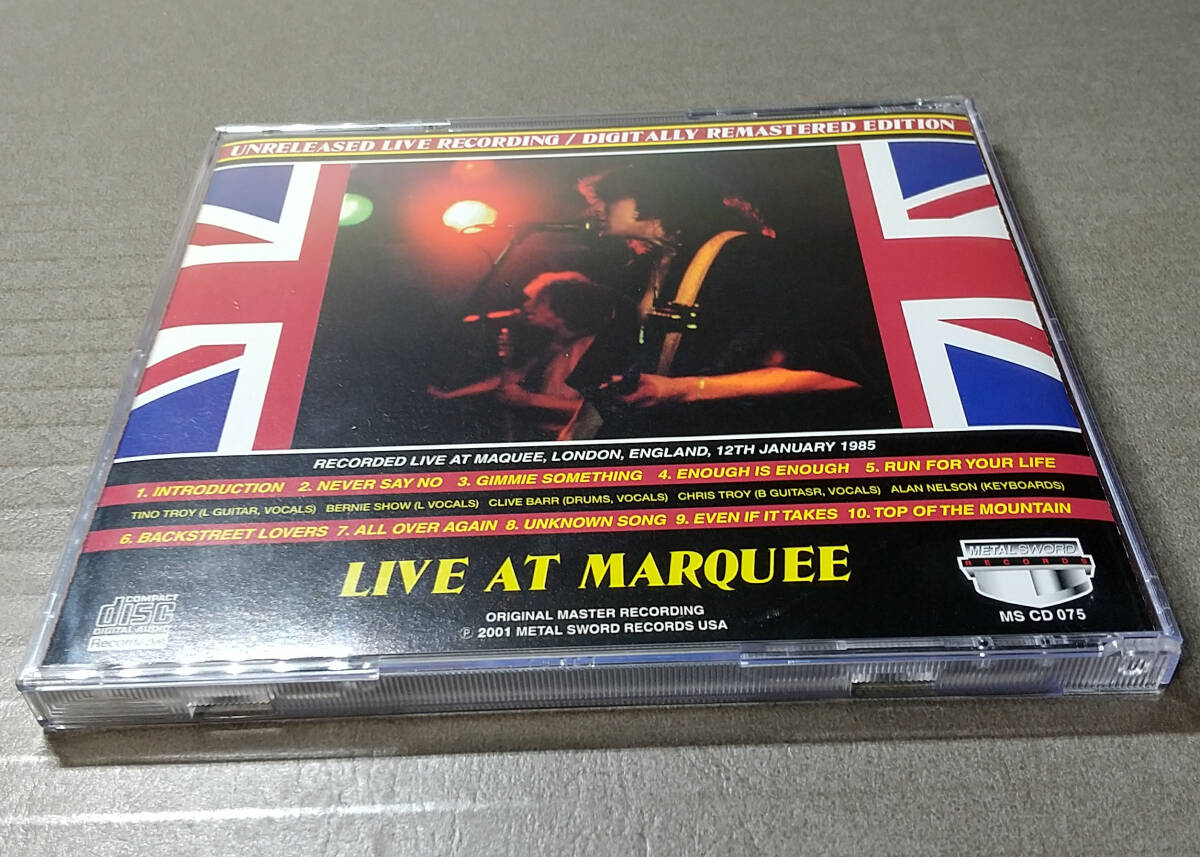 UNRELEASED LIVE RECORDING / DIGITALLY REMASTERED EDITION
RECORDED LIVE AT MAQUEE, LONDON, ENGLAND, 12TH JANUARY 1985
1. INTRODUCTION 2. NEVER SAY NO 3. GIMMIE SOMETHING 4. ENOUGH IS ENOUGH 5. RUN FOR YOUR LIFE
TINO TROY (L GUITAR, VOCALS) BERNIE SHOW (L VOCALS) CLIVE BARR (DRUMS, VOCALS) CHRIS TROY (B GUITASR, VOCALS) ALAN NELSON (KEYBOARDS)
6. BACKSTREET LOVERS 7. ALL OVER AGAIN 8. UNKNOWN SONG 9. EVEN IF IT TAKES 10. TOP OF THE MOUNTAIN
LIVE AT MARQUEE
COMPACT
disc
DIGITAL AUDIO
ORIGINAL MASTER RECORDING
℗ 2001 METAL SWORD RECORDS USA
METAL SWORD
RECORDS
MS CD 075